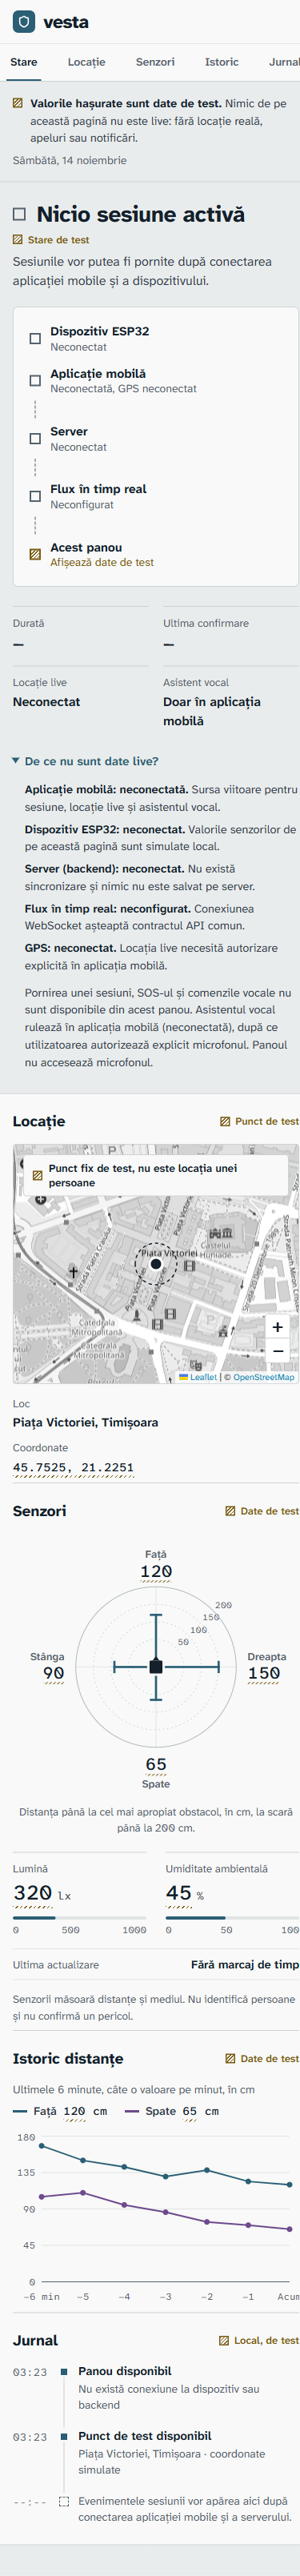 vesta
Stare Locație Senzori Istoric Jurnal
Valorile hașurate sunt date de test. Nimic de pe
această pagină nu este live: fără locație reală,
apeluri sau notificări.
Sâmbătă, 14 noiembrie
Nicio sesiune activă
Stare de test
Sesiunile vor putea fi pornite după conectarea
aplicației mobile și a dispozitivului.
Dispozitiv ESP32
Neconectat
Aplicație mobilă
Neconectată, GPS neconectat
Server
Neconectat
Flux în timp real
Neconfigurat
Acest panou
Afișează date de test
Durată
—
Ultima confirmare
—
Locație live
Neconectat
Asistent vocal
Doar în aplicația
mobilă
De ce nu sunt date live?
Aplicație mobilă: neconectată. Sursa viitoare pentru
sesiune, locație live și asistentul vocal.
Dispozitiv ESP32: neconectat. Valorile senzorilor de
pe această pagină sunt simulate local.
Server (backend): neconectat. Nu există
sincronizare și nimic nu este salvat pe server.
Flux în timp real: neconfigurat. Conexiunea
WebSocket așteaptă contractul API comun.
GPS: neconectat. Locația live necesită autorizare
explicită în aplicația mobilă.
Pornirea unei sesiuni, SOS-ul și comenzile vocale nu
sunt disponibile din acest panou. Asistentul vocal
rulează în aplicația mobilă (neconectată), după ce
utilizatoarea autorizează explicit microfonul. Panoul
nu accesează microfonul.
Locație
Punct de test
Punct fix de test, nu este locația unei
persoane
Piața Victoriei
Castelul
Catedrala
Mitropolitană
Catedrala
Mitropolitană
+
−
Leaflet | © OpenStreetMap
Loc
Piața Victoriei, Timișoara
Coordonate
45.7525, 21.2251
Senzori
Date de test
Față
120
200
150
100
50
Stânga
90
Dreapta
150
65
Spate
Distanța până la cel mai apropiat obstacol, în cm, la scară
până la 200 cm.
Lumină
320 lx
0 500 1000
Umiditate ambientală
45 %
0 50 100
Ultima actualizare Fără marcaj de timp
Senzorii măsoară distanțe și mediul. Nu identifică persoane
și nu confirmă un pericol.
Istoric distanțe
Date de test
Ultimele 6 minute, câte o valoare pe minut, în cm
Față 120 cm Spate 65 cm
180
135
90
45
0
−6 min −5 −4 −3 −2 −1 Acum
Jurnal
Local, de test
03:23 Panou disponibil
Nu există conexiune la dispozitiv sau
backend
03:23 Punct de test disponibil
Piața Victoriei, Timișoara · coordonate
simulate
--:-- Evenimentele sesiunii vor apărea aici după
conectarea aplicației mobile și a serverului.